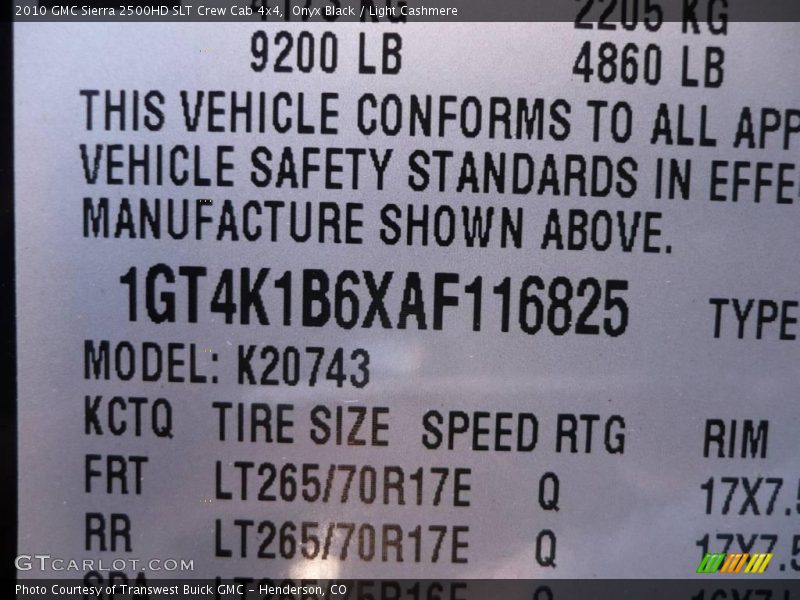 2010 GMC Sierra 2500HD SLT Crew Cab 4x4, Onyx Black / Light Cashmere
2205 KG
9200 LB 4860 LB
THIS VEHICLE CONFORMS TO ALL APP
VEHICLE SAFETY STANDARDS IN EFFE
MANUFACTURE SHOWN ABOVE.
1GT4K1B6XAF116825 TYPE
MODEL: K20743
KCTQ TIRE SIZE SPEED RTG RIM
FRT LT265/70R17E Q 17X7.5
RR LT265/70R17E Q 17X7.5
GTcarlot.com
Photo Courtesy of Transwest Buick GMC – Henderson, CO